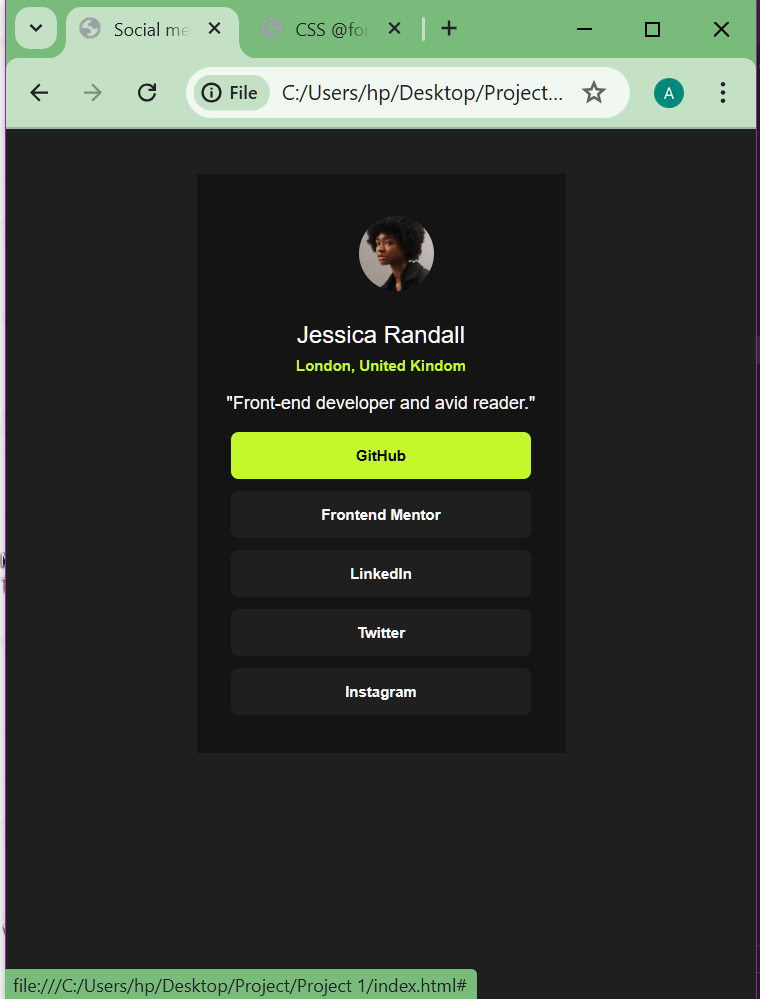 Social me
CSS @fo
File
C:/Users/hp/Desktop/Project...
A
Jessica Randall
London, United Kindom
"Front-end developer and avid reader."
GitHub
Frontend Mentor
LinkedIn
Twitter
Instagram
file:///C:/Users/hp/Desktop/Project/Project 1/index.html#